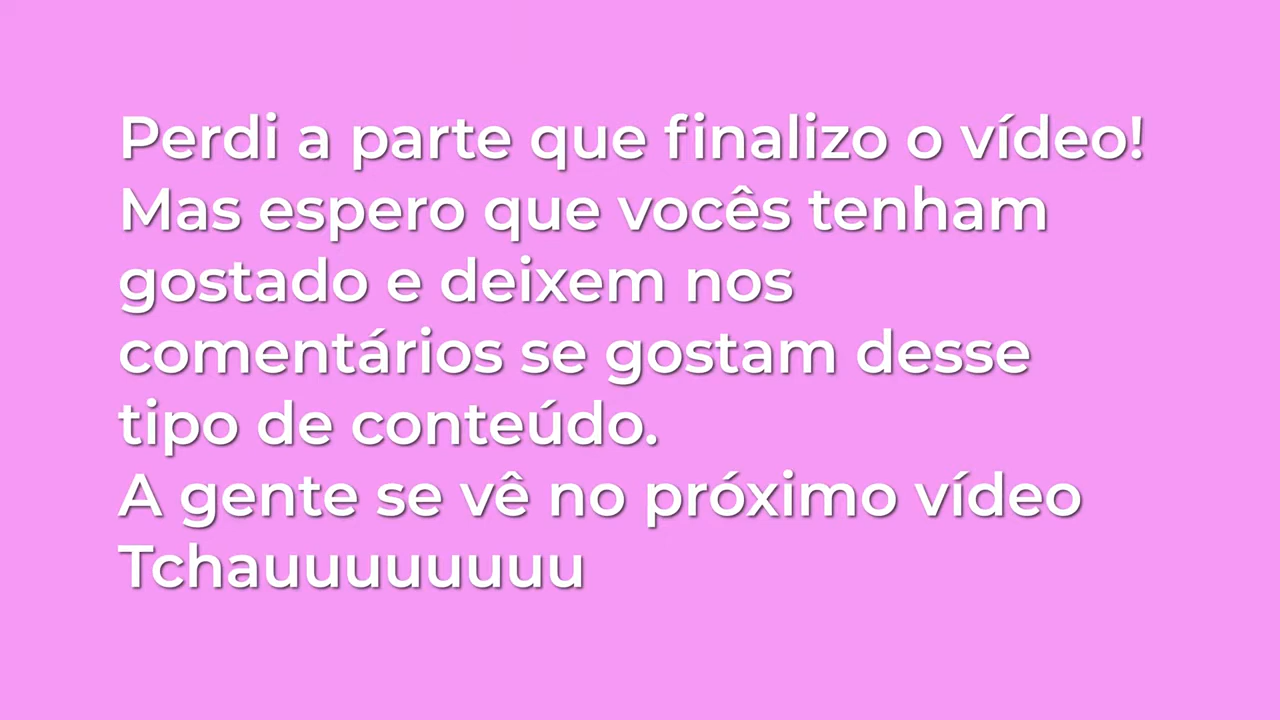 Perdi a parte que finalizo o vídeo!
Mas espero que vocês tenham
gostado e deixem nos
comentários se gostam desse
tipo de conteúdo.
A gente se vê no próximo vídeo
Tchauuuuuuuuu